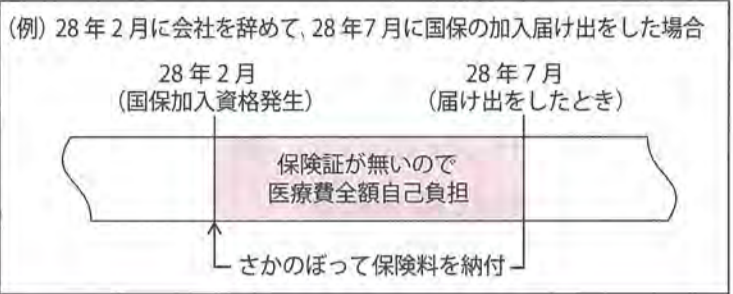 (例) 28年2月に会社を辞めて、28年7月に国保の加入届け出をした場合
28年2月
(国保加入資格発生)
28年7月
(届け出をしたとき)
保険証が無いので
医療費全額自己負担
さかのぼって保険料を納付